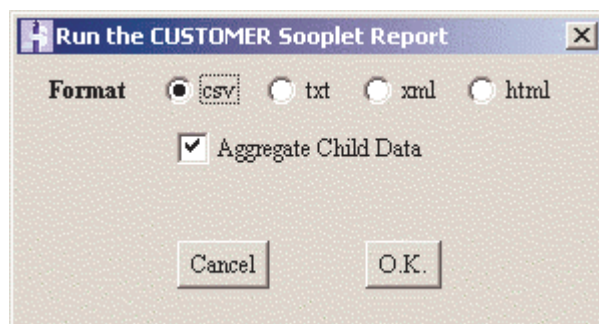 Run the CUSTOMER Sooplet Report
Format csv txt xml html
Aggregate Child Data
Cancel O.K.